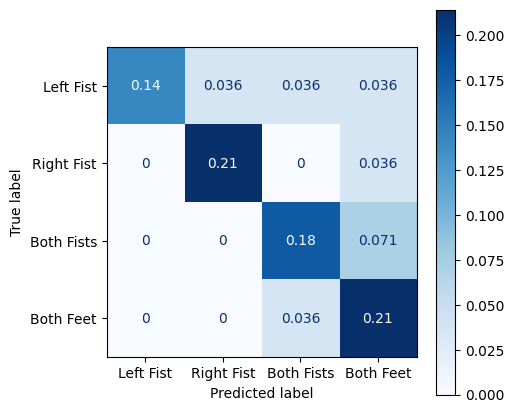 Left Fist 0.14 0.036 0.036 0.036
Right Fist 0 0.21 0 0.036
Both Fists 0 0 0.18 0.071
Both Feet 0 0 0.036 0.21
Left Fist Right Fist Both Fists Both Feet
Predicted label
True label
0.200
0.175
0.150
0.125
0.100
0.075
0.050
0.025
0.000